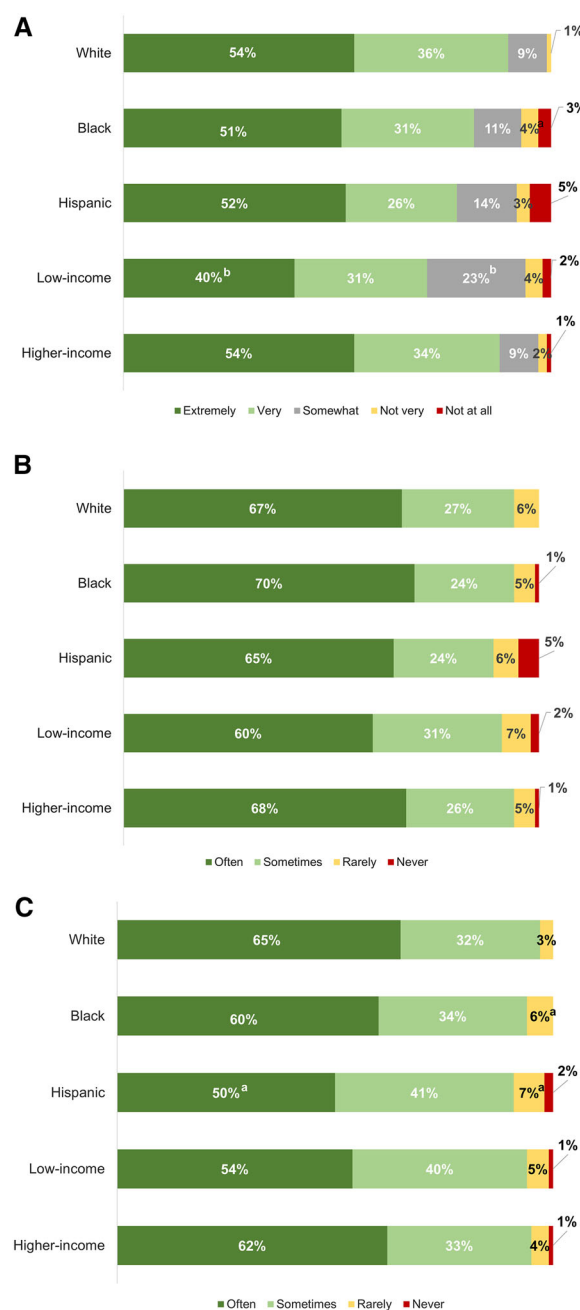 A
White 54% 36% 9% 1%
Black 51% 31% 11% 4%a 3%
Hispanic 52% 26% 14% 3% 5%
Low-income 40%b 31% 23%b 4% 2%
Higher-income 54% 34% 9% 2% 1%
Extremely Very Somewhat Not very Not at all
B
White 67% 27% 6%
Black 70% 24% 5% 1%
Hispanic 65% 24% 6% 5%
Low-income 60% 31% 7% 2%
Higher-income 68% 26% 5% 1%
Often Sometimes Rarely Never
C
White 65% 32% 3%
Black 60% 34% 6%a
Hispanic 50%a 41% 7%a 2%
Low-income 54% 40% 5% 1%
Higher-income 62% 33% 4% 1%
Often Sometimes Rarely Never